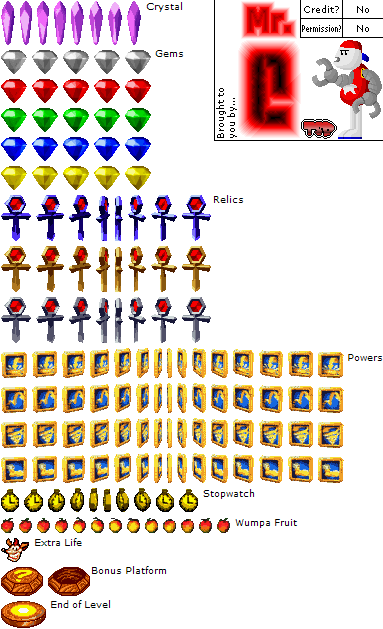 Crystal
Gems
Relics
Powers
Stopwatch
Wumpa Fruit
Extra Life
Bonus Platform
End of Level
Brought to
you by...
Mr.
C
Credit? No
Permission? No